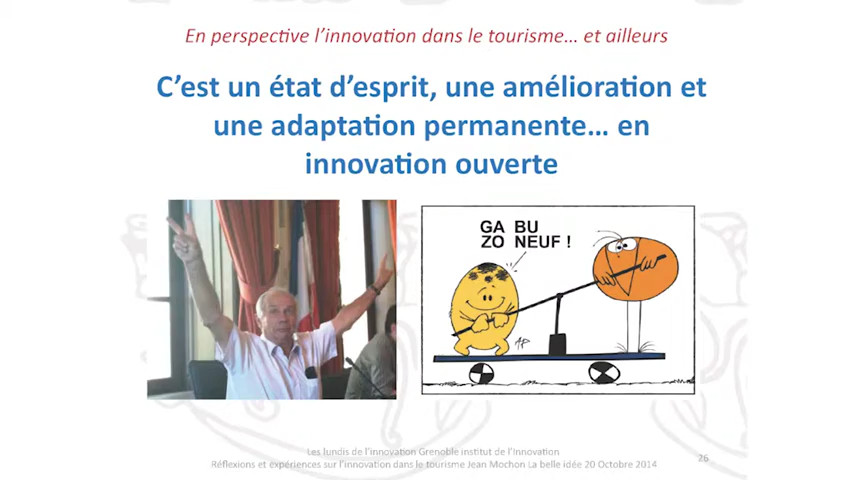 En perspective l’innovation dans le tourisme… et ailleurs
C’est un état d’esprit, une amélioration et
une adaptation permanente… en
innovation ouverte
GA BU
ZO NEUF !
Les lundis de l’innovation Grenoble institut de l’Innovation
Réflexions et expériences sur l’innovation dans le tourisme Jean Mochon La belle idée 20 Octobre 2014
26